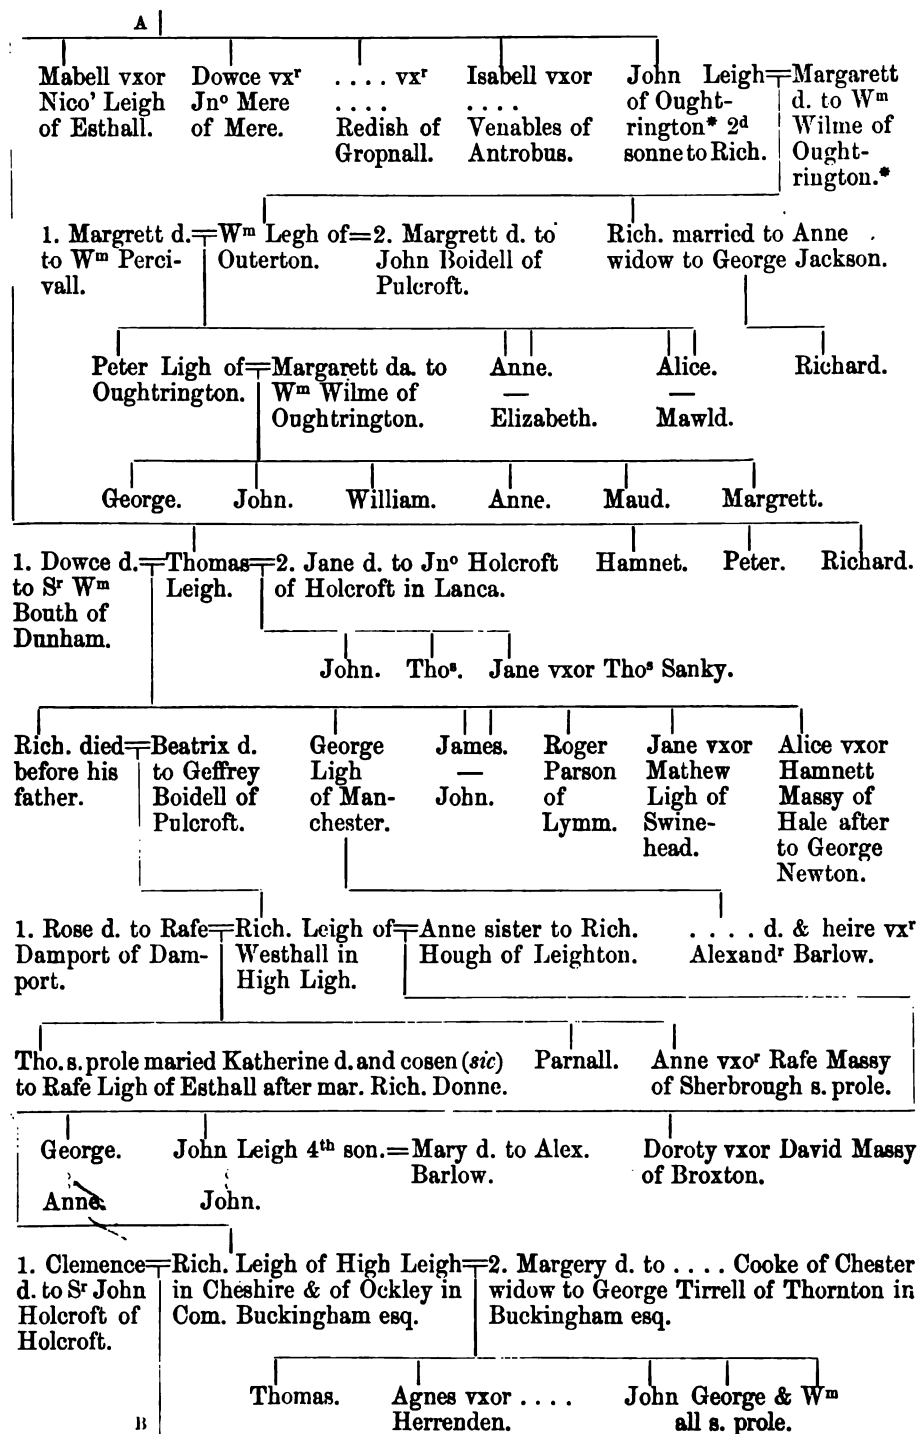 A
Mabell vxor Dowce vxʳ . . . . vxʳ Isabell vxor John Leigh Margarett
Nico' Leigh Jnº Mere . . . . . . . . of Ought- d. to Wᵐ
of Esthall. of Mere. Redish of Venables of rington* 2ᵈ Wilme of
Gropnall. Antrobus. sonne to Rich. Ought-
rington.*
1. Margrett d. Wᵐ Legh of=2. Margrett d. to Rich. married to Anne
to Wᵐ Perci- Outerton. John Boidell of widow to George Jackson.
vall. Pulcroft.
Peter Ligh of Margarett da. to Anne. Alice. Richard.
Oughtrington. Wᵐ Wilme of — —
Oughtrington. Elizabeth. Mawld.
George. John. William. Anne. Maud. Margrett.
1. Dowce d. Thomas 2. Jane d. to Jnº Holcroft Hamnet. Peter. Richard.
to Sʳ Wᵐ Leigh. of Holcroft in Lanca.
Bouth of
Dunham.
John. Thoˢ. Jane vxor Thoˢ Sanky.
Rich. died Beatrix d. George James. Roger Jane vxor Alice vxor
before his to Geffrey Ligh — Parson Mathew Hamnett
father. Boidell of of Man- John. of Ligh of Massy of
Pulcroft. chester. Lymm. Swine- Hale after
head. to George
Newton.
1. Rose d. to Rafe Rich. Leigh of Anne sister to Rich. . . . . d. & heire vxʳ
Damport of Dam- Westhall in Hough of Leighton. Alexandʳ Barlow.
port. High Ligh.
Tho. s. prole maried Katherine d. and cosen (sic) Parnall. Anne vxoʳ Rafe Massy
to Rafe Ligh of Esthall after mar. Rich. Donne. of Sherbrough s. prole.
George. John Leigh 4ᵗʰ son.=Mary d. to Alex. Doroty vxor David Massy
Barlow. of Broxton.
Anne. John.
1. Clemence Rich. Leigh of High Leigh 2. Margery d. to . . . . Cooke of Chester
d. to Sʳ John in Cheshire & of Ockley in widow to George Tirrell of Thornton in
Holcroft of Com. Buckingham esq. Buckingham esq.
Holcroft.
Thomas. Agnes vxor . . . . John George & Wᵐ
Herrenden. all s. prole.
B